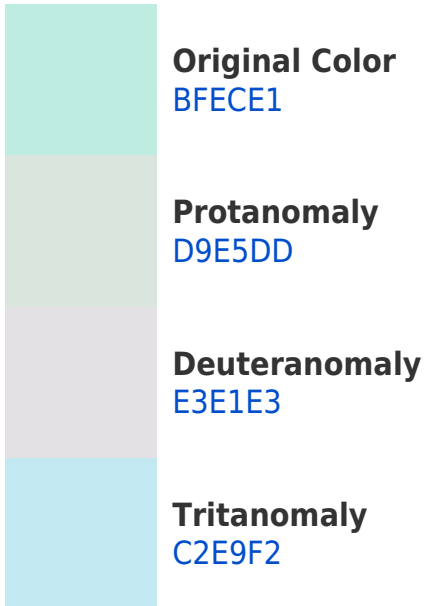 Original Color
BFECE1
Protanomaly
D9E5DD
Deuteranomaly
E3E1E3
Tritanomaly
C2E9F2